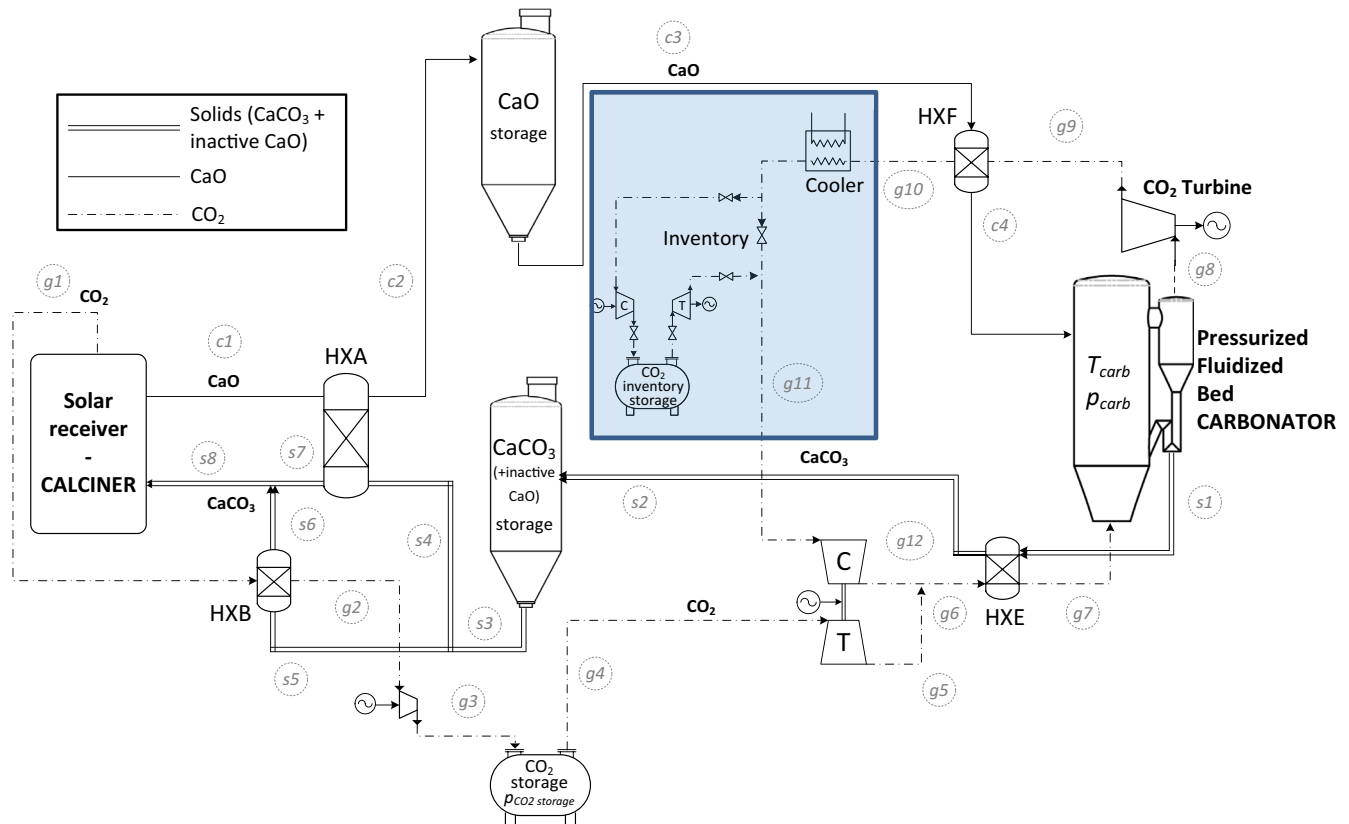 Solids (CaCO3 +
inactive CaO)
CaO
CO2
CaO
storage
c3
CaO
HXF
g9
Cooler
g10
CO2 Turbine
c4
g8
Inventory
C
T
CO2
inventory
storage
g11
Tcarb
pcarb
Pressurized
Fluidized
Bed
CARBONATOR
g1
CO2
c2
c1
CaO
HXA
Solar
receiver
-
CALCINER
s8
s7
CaCO3
s6
s4
HXB
g2
s5
s3
CaCO3
(+inactive
CaO)
storage
CaCO3
s2
s1
g12
C
T
g6
HXE
g7
CO2
g4
g5
g3
CO2
storage
pCO2 storage